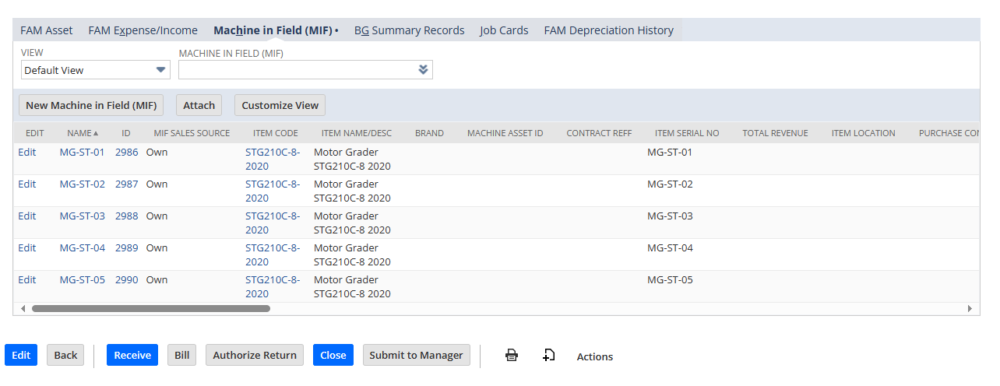 FAM Asset FAM Expense/Income Machine in Field (MIF) • BG Summary Records Job Cards FAM Depreciation History
VIEW MACHINE IN FIELD (MIF)
Default View
New Machine in Field (MIF) Attach Customize View
EDIT NAME ▲ ID MIF SALES SOURCE ITEM CODE ITEM NAME/DESC BRAND MACHINE ASSET ID CONTRACT REFF ITEM SERIAL NO TOTAL REVENUE ITEM LOCATION PURCHASE CON
Edit MG-ST-01 2986 Own STG210C-8- Motor Grader MG-ST-01
2020 STG210C-8 2020
Edit MG-ST-02 2987 Own STG210C-8- Motor Grader MG-ST-02
2020 STG210C-8 2020
Edit MG-ST-03 2988 Own STG210C-8- Motor Grader MG-ST-03
2020 STG210C-8 2020
Edit MG-ST-04 2989 Own STG210C-8- Motor Grader MG-ST-04
2020 STG210C-8 2020
Edit MG-ST-05 2990 Own STG210C-8- Motor Grader MG-ST-05
2020 STG210C-8 2020
Edit Back Receive Bill Authorize Return Close Submit to Manager Actions